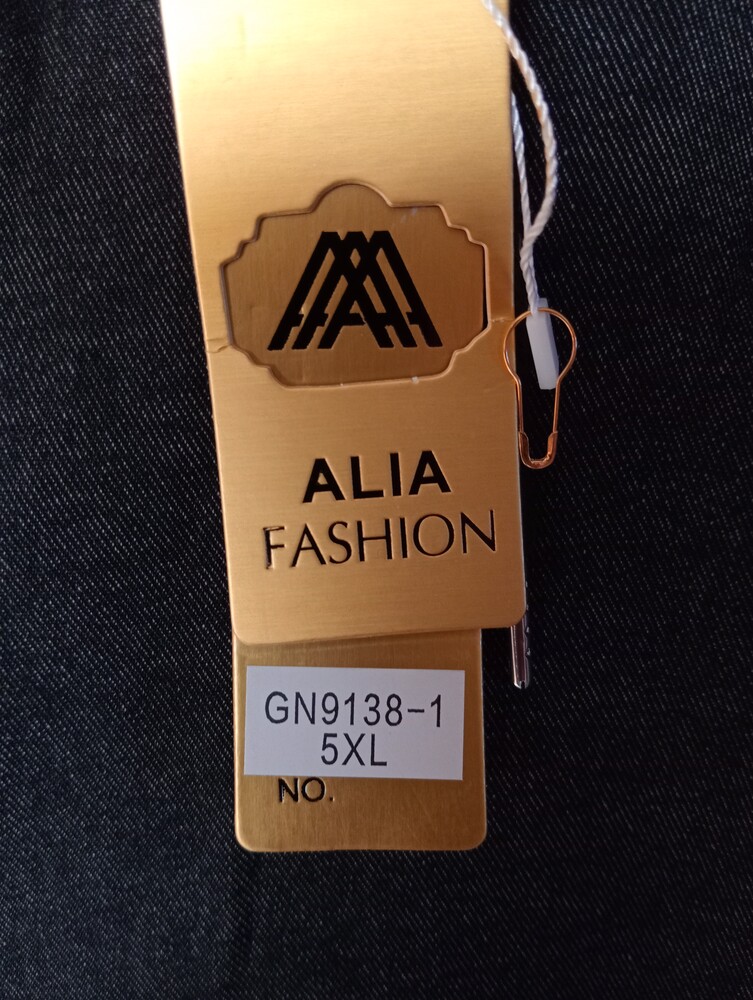 ALIA
FASHION
GN9138-1
5XL
NO.